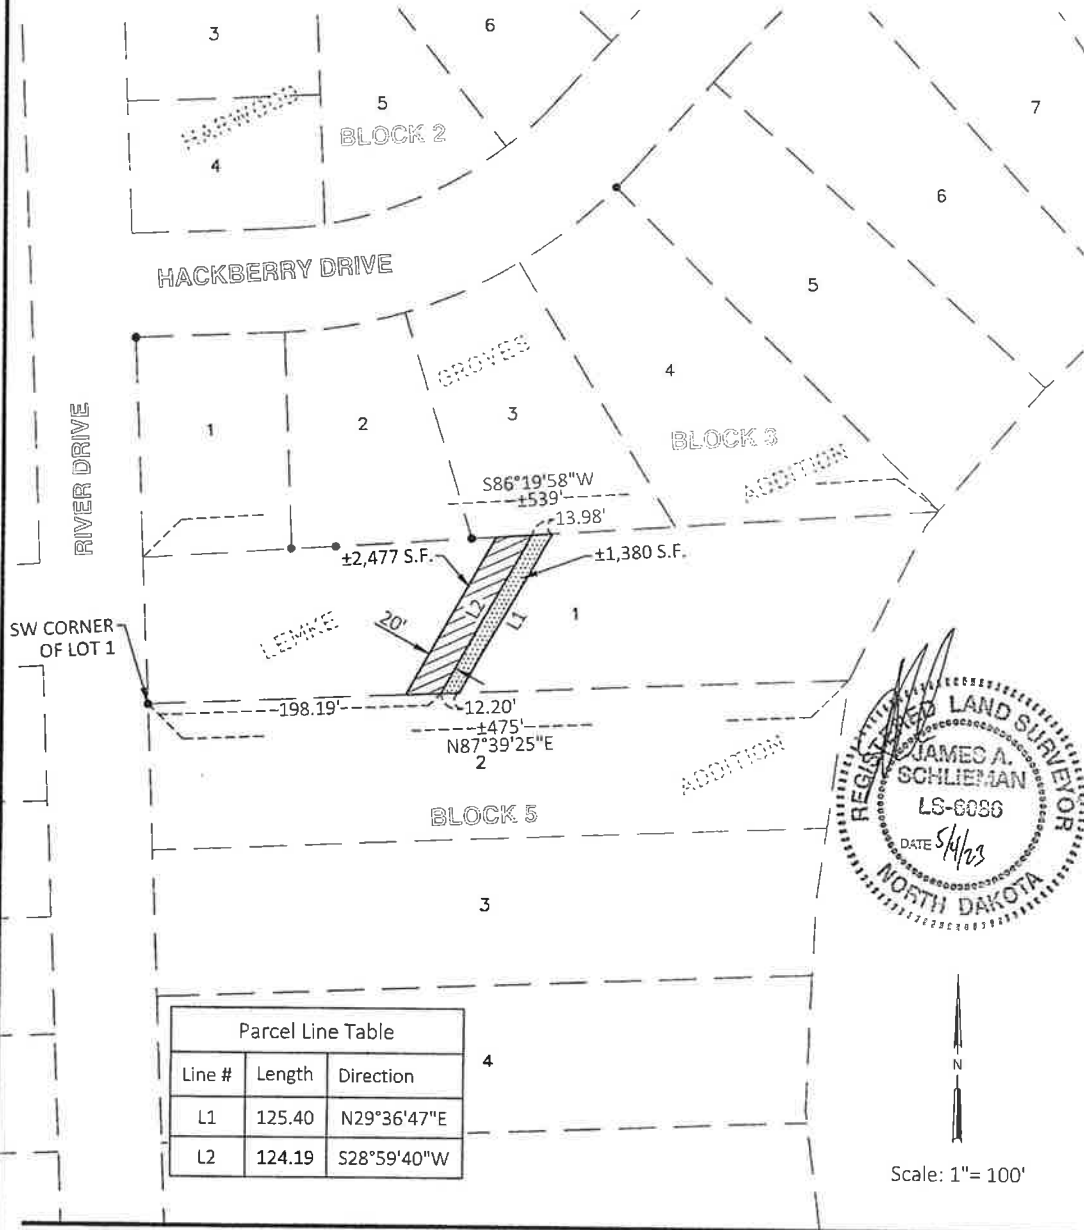 3
6
HARWOOD
5
BLOCK 2
7
4
6
HACKBERRY DRIVE
5
GROVES
4
RIVER DRIVE
1
2
3
BLOCK 3
ADDITION
S86°19'58"W
±539'
13.98'
±2,477 S.F.
±1,380 S.F.
L2
L1
1
20'
LEMKE
SW CORNER
OF LOT 1
198.19'
12.20'
±475'
N87°39'25"E
2
ADDITION
BLOCK 5
REGISTERED LAND SURVEYOR
JAMES A.
SCHLIEMAN
LS-6086
DATE 5/4/23
NORTH DAKOTA
3
Parcel Line Table
Line # Length Direction
L1 125.40 N29°36'47"E
L2 124.19 S28°59'40"W
4
N
Scale: 1"= 100'